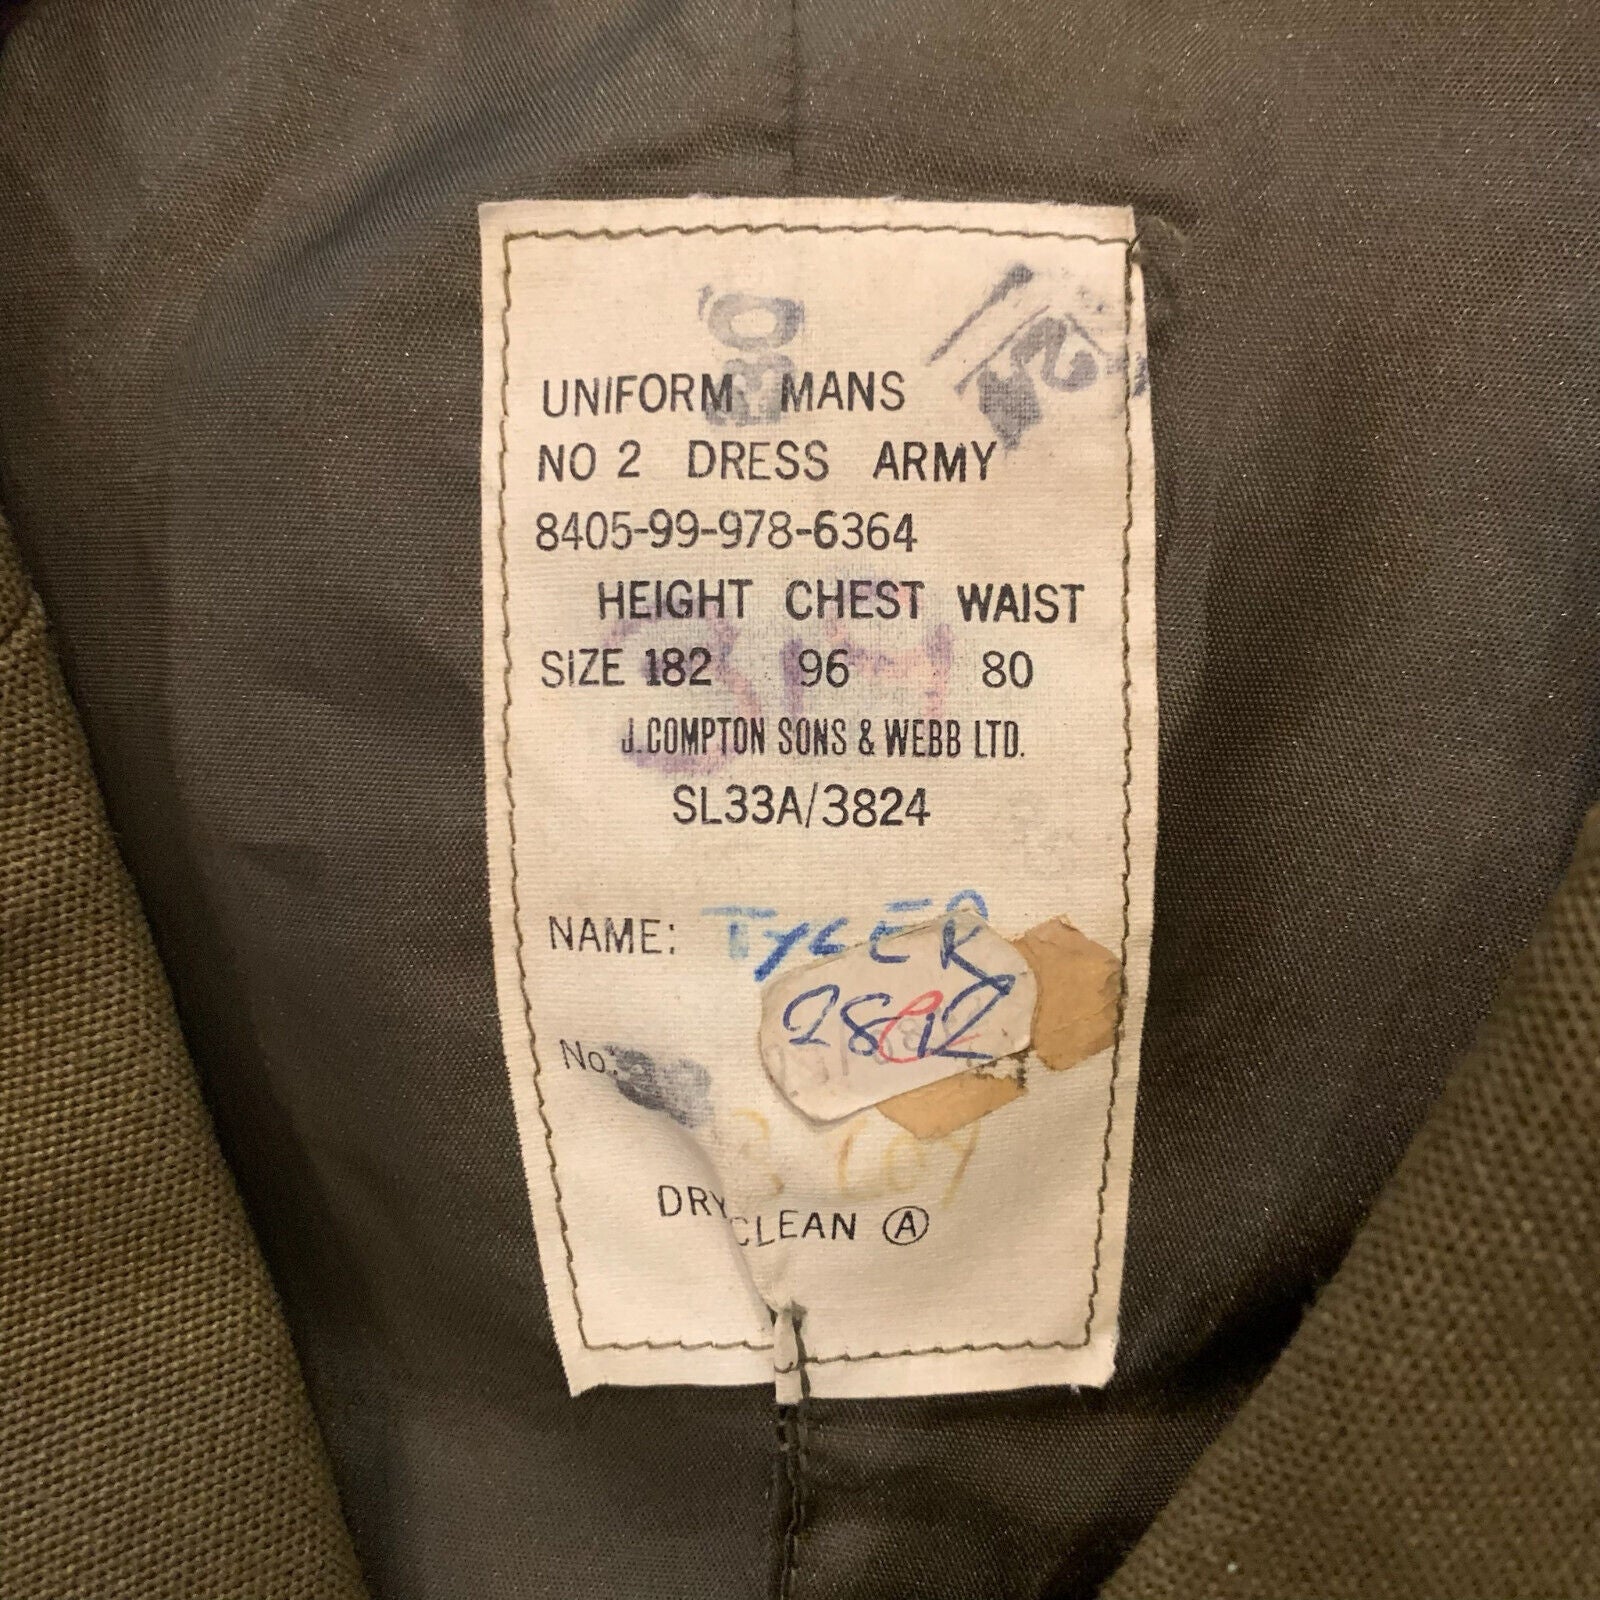 UNIFORM MANS
NO 2 DRESS ARMY
8405-99-978-6364
HEIGHT CHEST WAIST
SIZE 182 96 80
J.COMPTON SONS & WEBB LTD.
SL33A/3824
NAME: TYLER
No:
DRY CLEAN Ⓐ